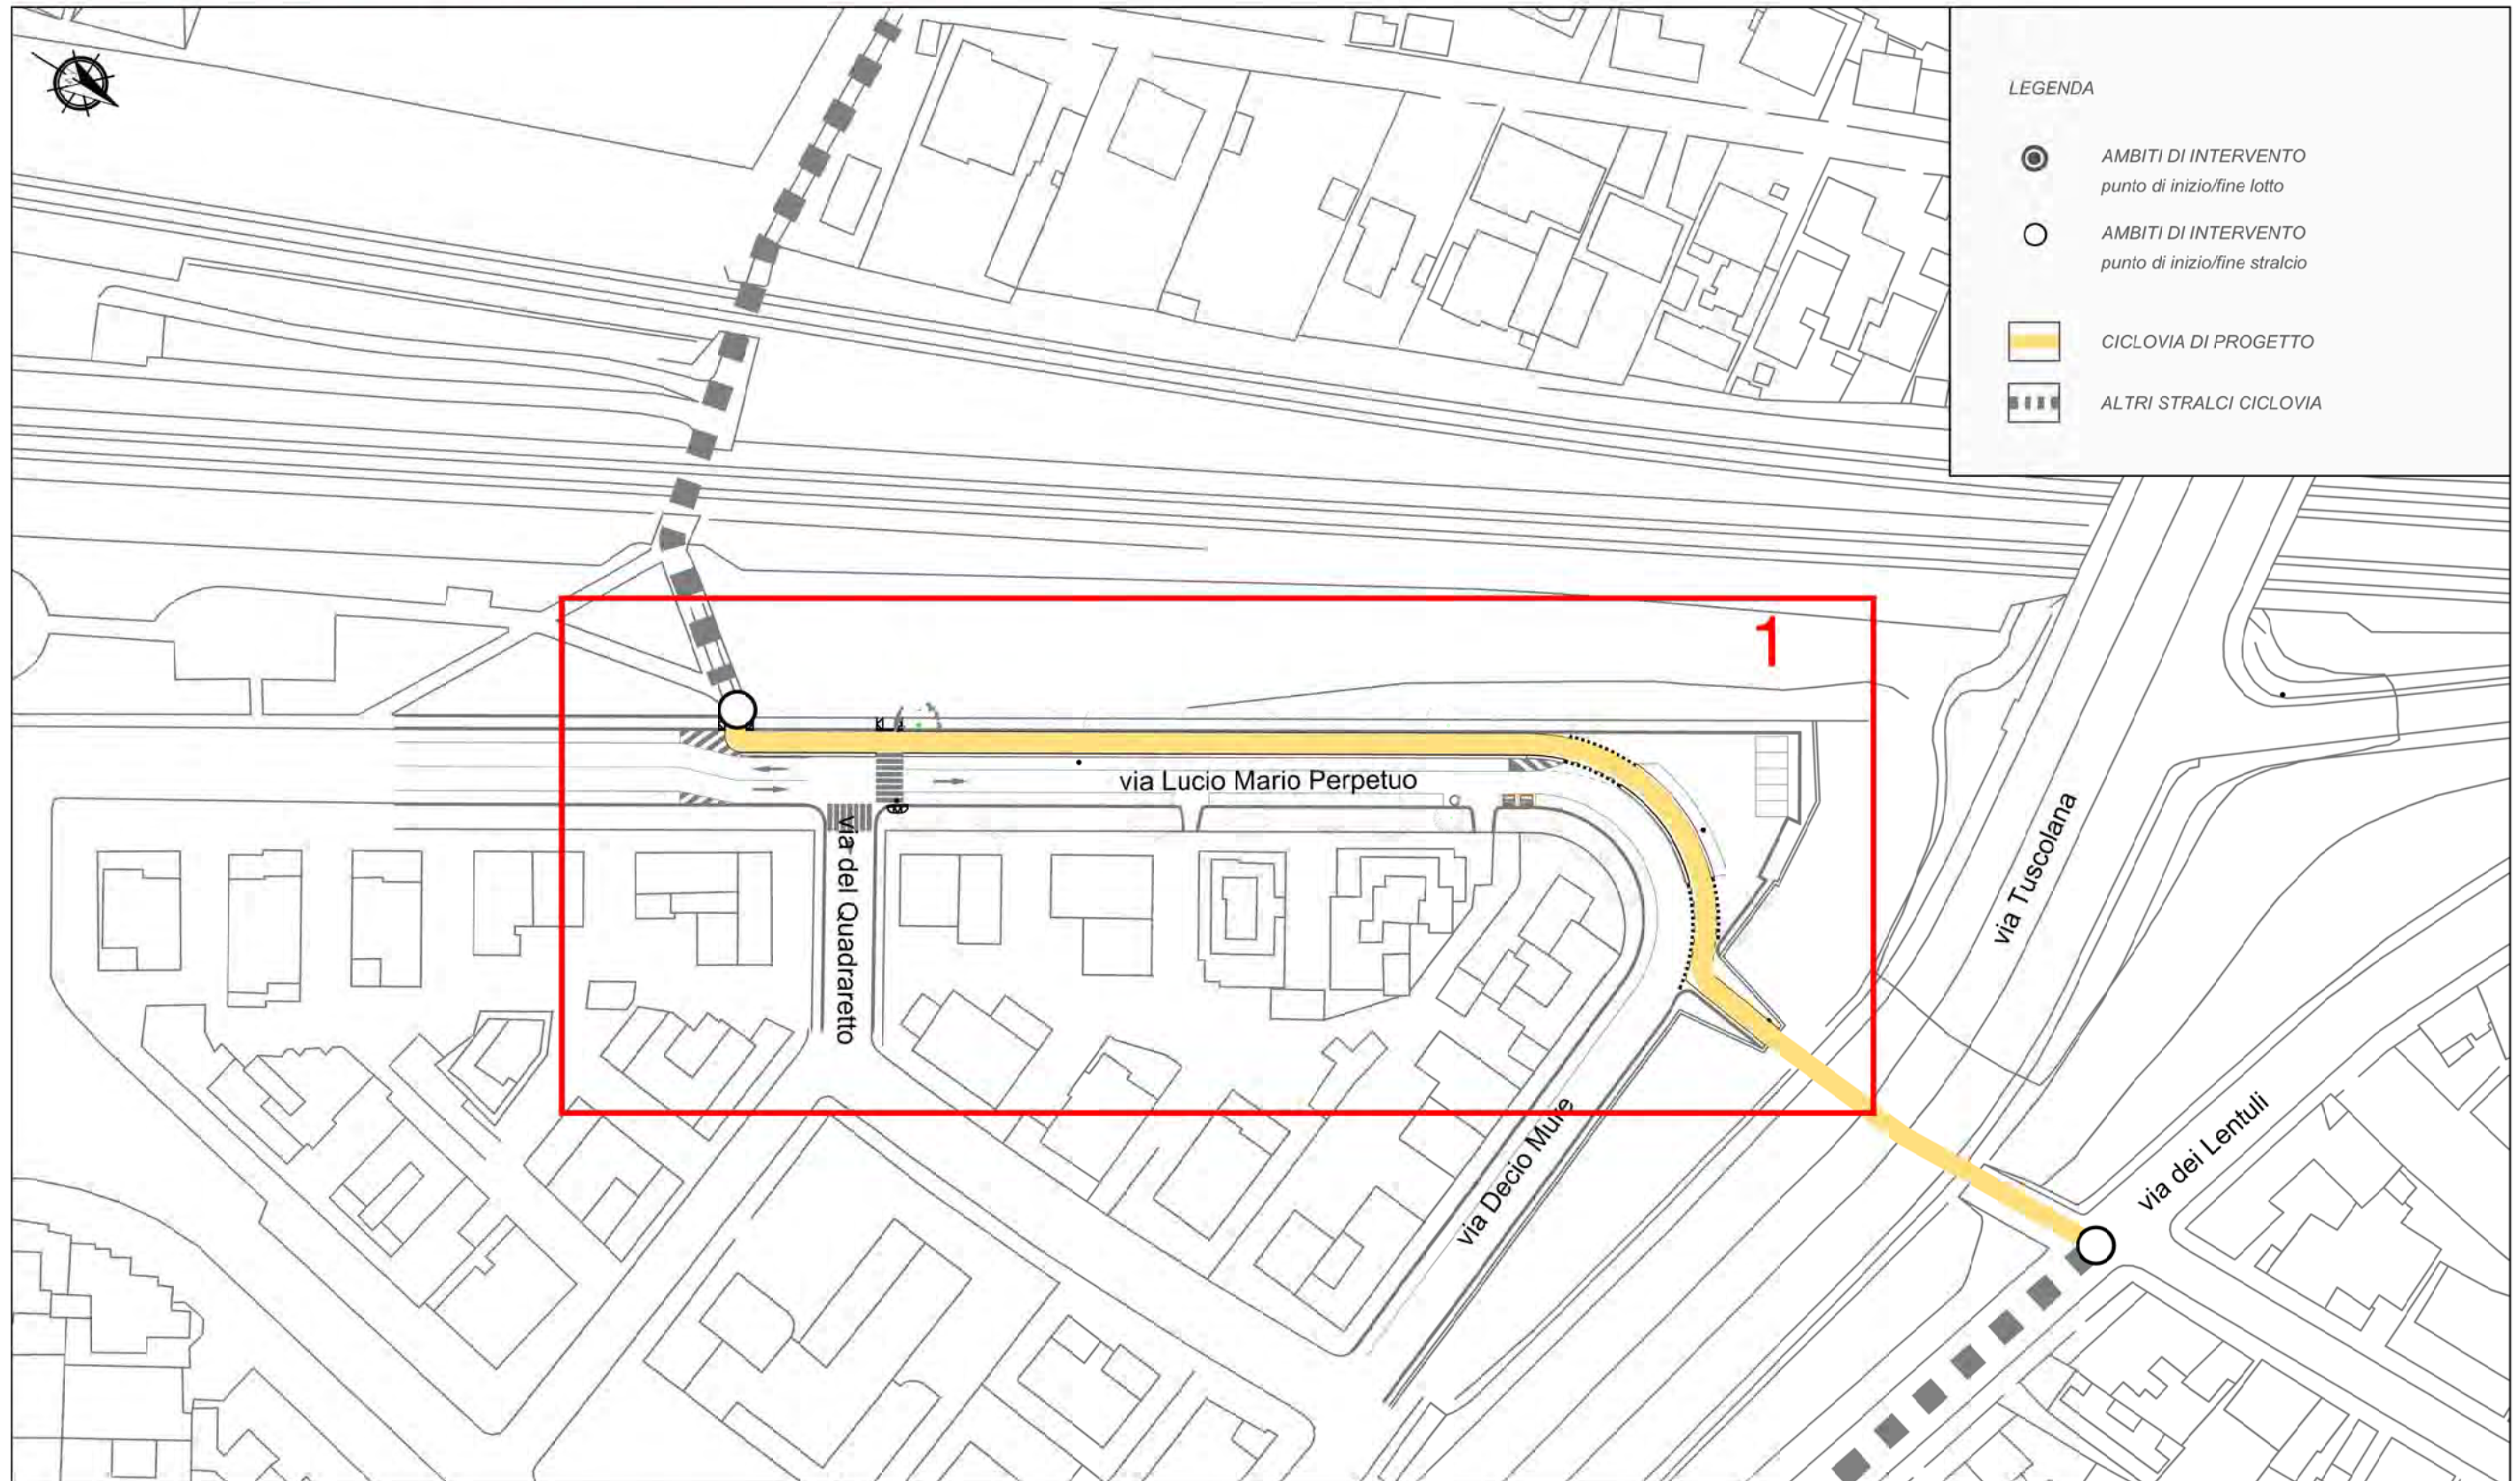 LEGENDA
AMBITI DI INTERVENTO
punto di inizio/fine lotto
AMBITI DI INTERVENTO
punto di inizio/fine stralcio
CICLOVIA DI PROGETTO
ALTRI STRALCI CICLOVIA
1
via Lucio Mario Perpetuo
via del Quadraretto
via Tuscolana
via Decio Mure
via dei Lentuli